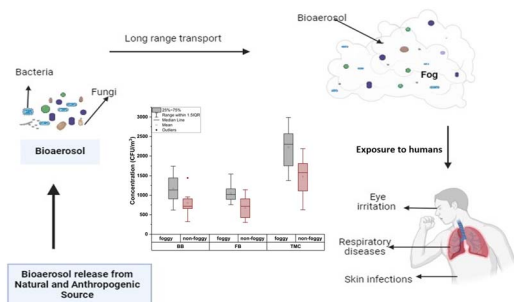 Long range transport
Bioaerosol
Fog
Bacteria
Fungi
Bioaerosol
Bioaerosol release from
Natural and Anthropogenic
Source
25%~75%
Range within 1.5IQR
Median Line
Mean
Outliers
Concentration (CFU/m³)
3000
2500
2000
1500
1000
500
0
foggy non-foggy foggy non-foggy foggy non-foggy
BB FB TMC
Exposure to humans
Eye
irritation
Respiratory
diseases
Skin infections